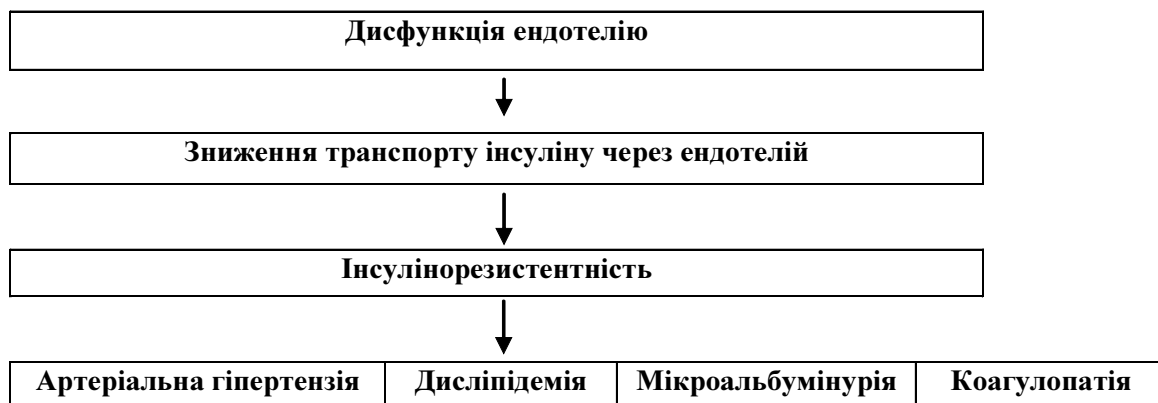 Дисфункція ендотелію
Зниження транспорту інсуліну через ендотелій
Інсулінорезистентність
Артеріальна гіпертензія Дисліпідемія Мікроальбумінурія Коагулопатія